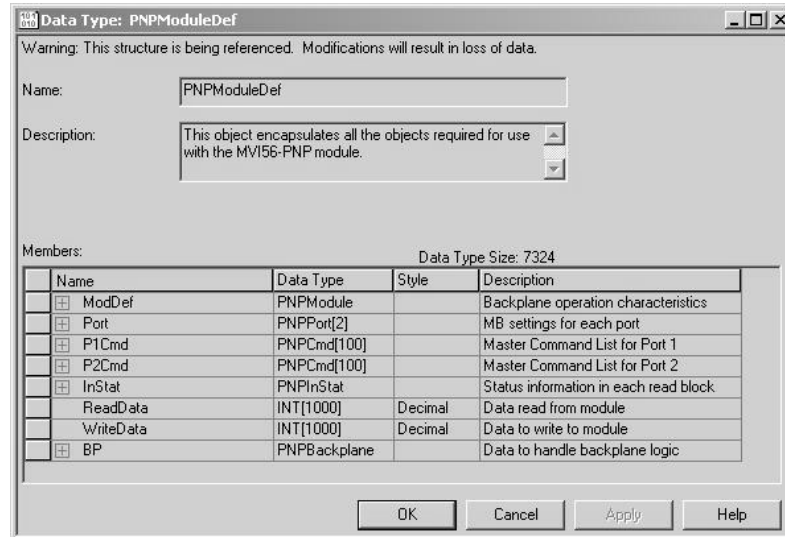 Data Type: PNPModuleDef
Warning: This structure is being referenced. Modifications will result in loss of data.
Name: PNPModuleDef
Description: This object encapsulates all the objects required for use
with the MVI56-PNP module.
Members: Data Type Size: 7324
Name Data Type Style Description
ModDef PNPModule Backplane operation characteristics
Port PNPPort[2] MB settings for each port
P1Cmd PNPCmd[100] Master Command List for Port 1
P2Cmd PNPCmd[100] Master Command List for Port 2
InStat PNPInStat Status information in each read block
ReadData INT[1000] Decimal Data read from module
WriteData INT[1000] Decimal Data to write to module
BP PNPBackplane Data to handle backplane logic
OK Cancel Apply Help